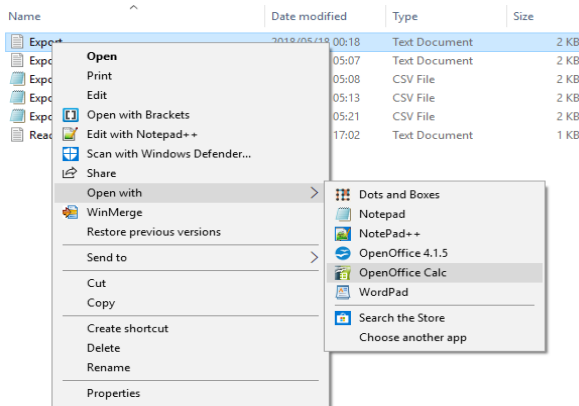 Name Date modified Type Size
Export 2018/05/18 00:18 Text Document 2 KB
Expo 05:07 Text Document 2 KB
Expo 05:08 CSV File 2 KB
Expo 05:13 CSV File 2 KB
Expo 05:21 CSV File 2 KB
Read 17:02 Text Document 1 KB
Open
Print
Edit
Open with Brackets
Edit with Notepad++
Scan with Windows Defender...
Share
Open with
WinMerge
Restore previous versions
Send to
Cut
Copy
Create shortcut
Delete
Rename
Properties
Dots and Boxes
Notepad
NotePad++
OpenOffice 4.1.5
OpenOffice Calc
WordPad
Search the Store
Choose another app